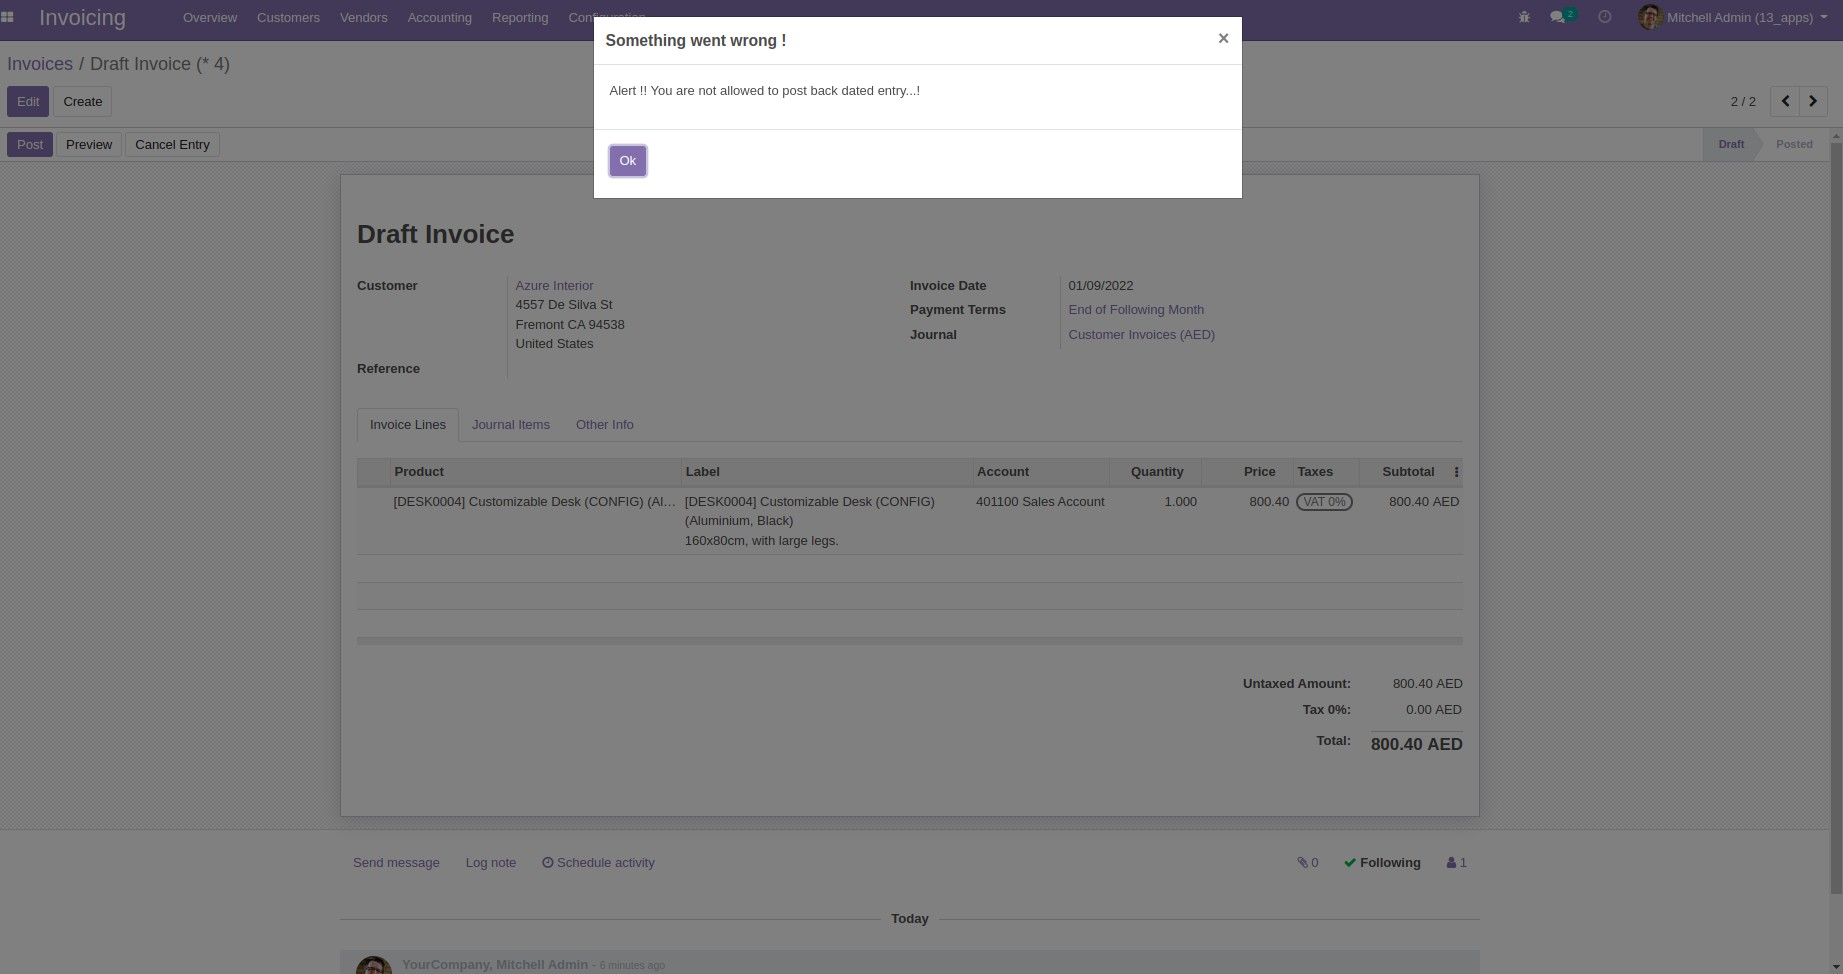 Invoicing
Overview
Customers
Vendors
Accounting
Reporting
Configuration
2
Mitchell Admin (13_apps)
Something went wrong !
×
Alert !! You are not allowed to post back dated entry...!
Ok
Invoices / Draft Invoice (* 4)
Edit
Create
2 / 2
Post
Preview
Cancel Entry
Draft
Posted
Draft Invoice
Customer
Azure Interior
4557 De Silva St
Fremont CA 94538
United States
Reference
Invoice Date
01/09/2022
Payment Terms
End of Following Month
Journal
Customer Invoices (AED)
Invoice Lines
Journal Items
Other Info
Product Label Account Quantity Price Taxes Subtotal
[DESK0004] Customizable Desk (CONFIG) (Al... [DESK0004] Customizable Desk (CONFIG) 401100 Sales Account 1.000 800.40 VAT 0% 800.40 AED
(Aluminium, Black)
160x80cm, with large legs.
Untaxed Amount: 800.40 AED
Tax 0%: 0.00 AED
Total: 800.40 AED
Send message
Log note
Schedule activity
0
Following
1
Today
YourCompany, Mitchell Admin - 6 minutes ago